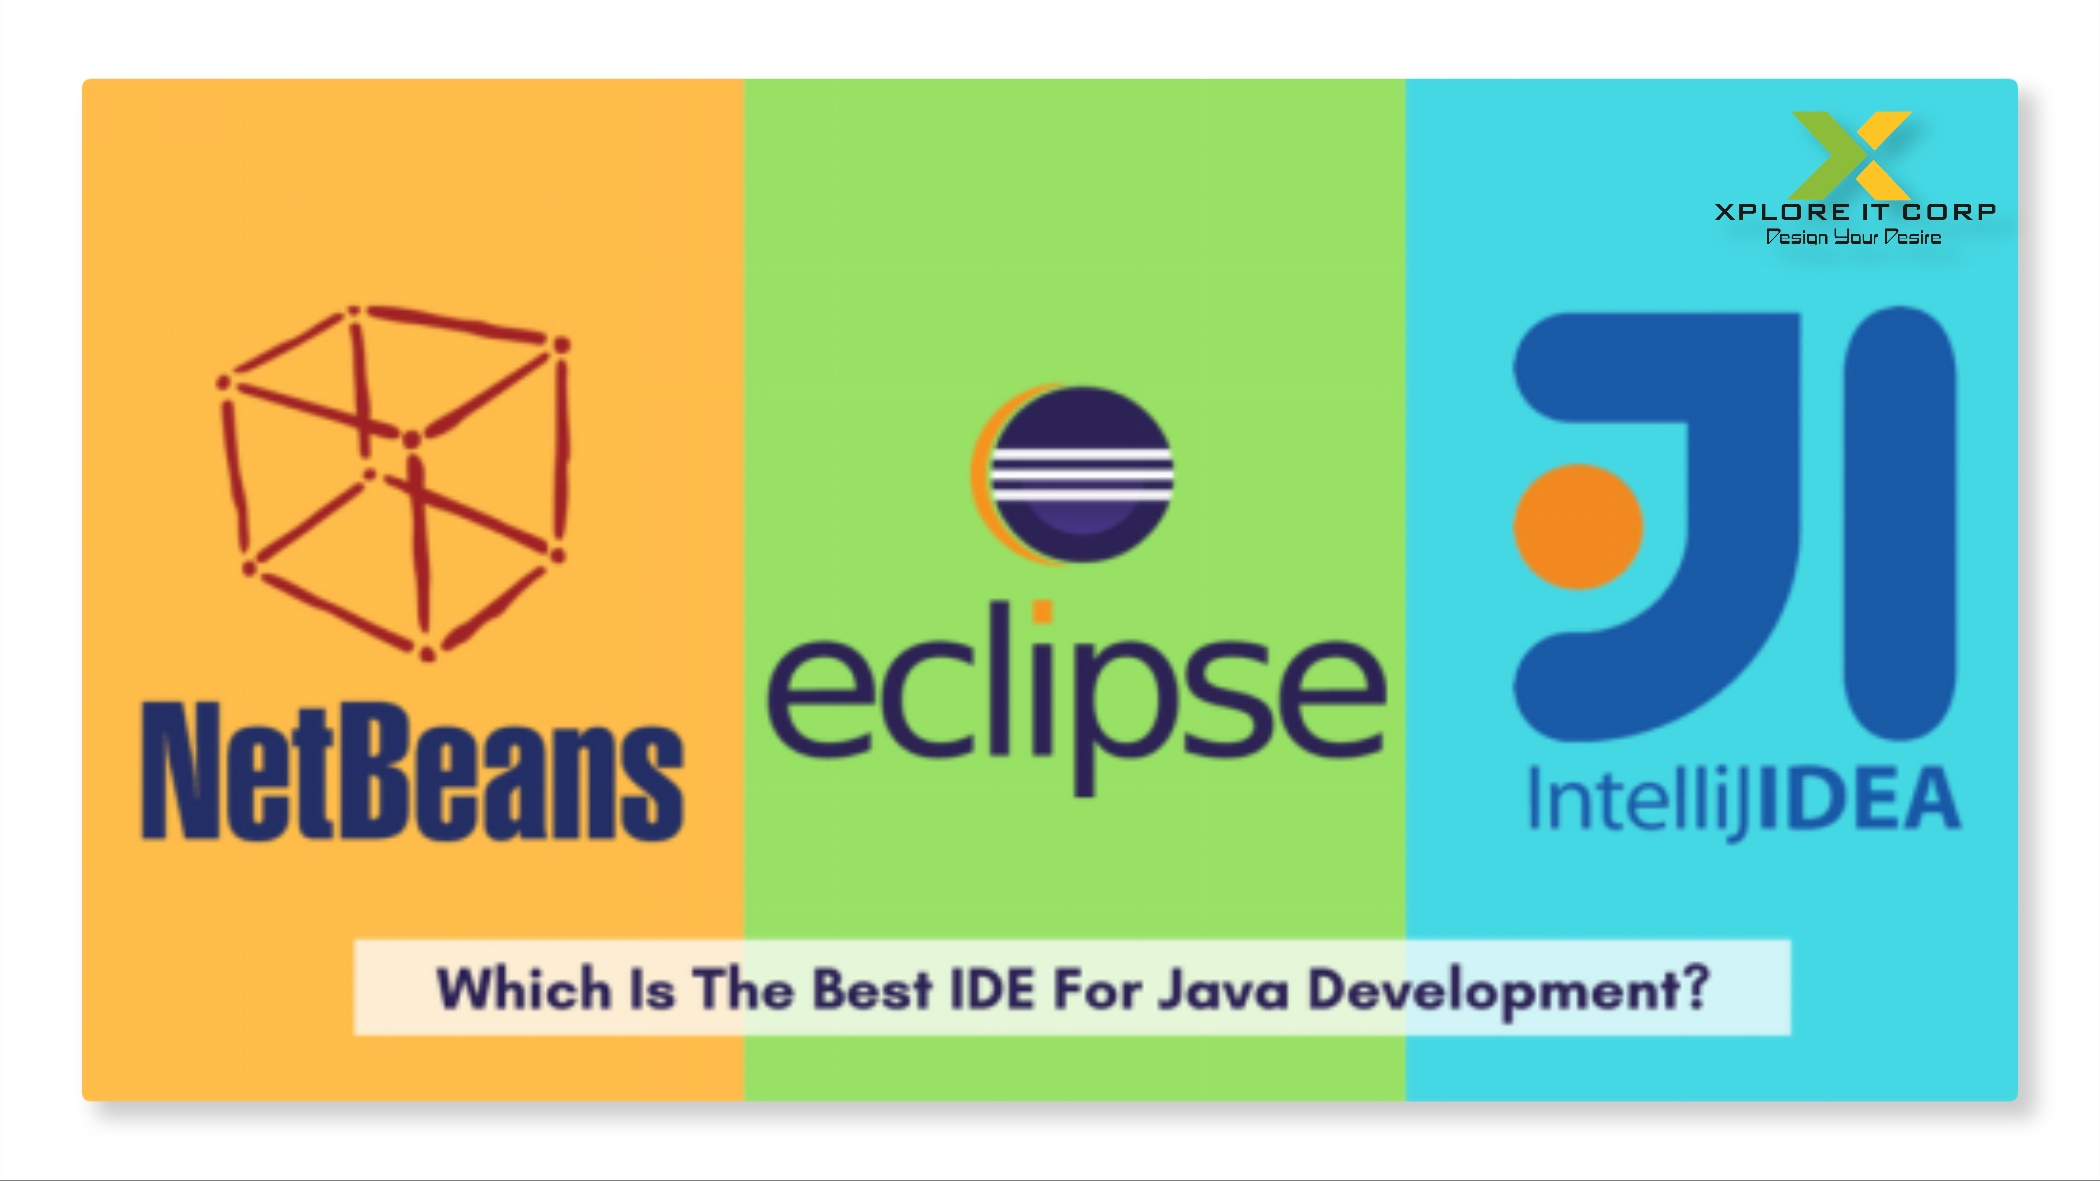 XPLORE IT CORP
Design Your Desire
NetBeans
eclipse
IntelliJIDEA
Which Is The Best IDE For Java Development?